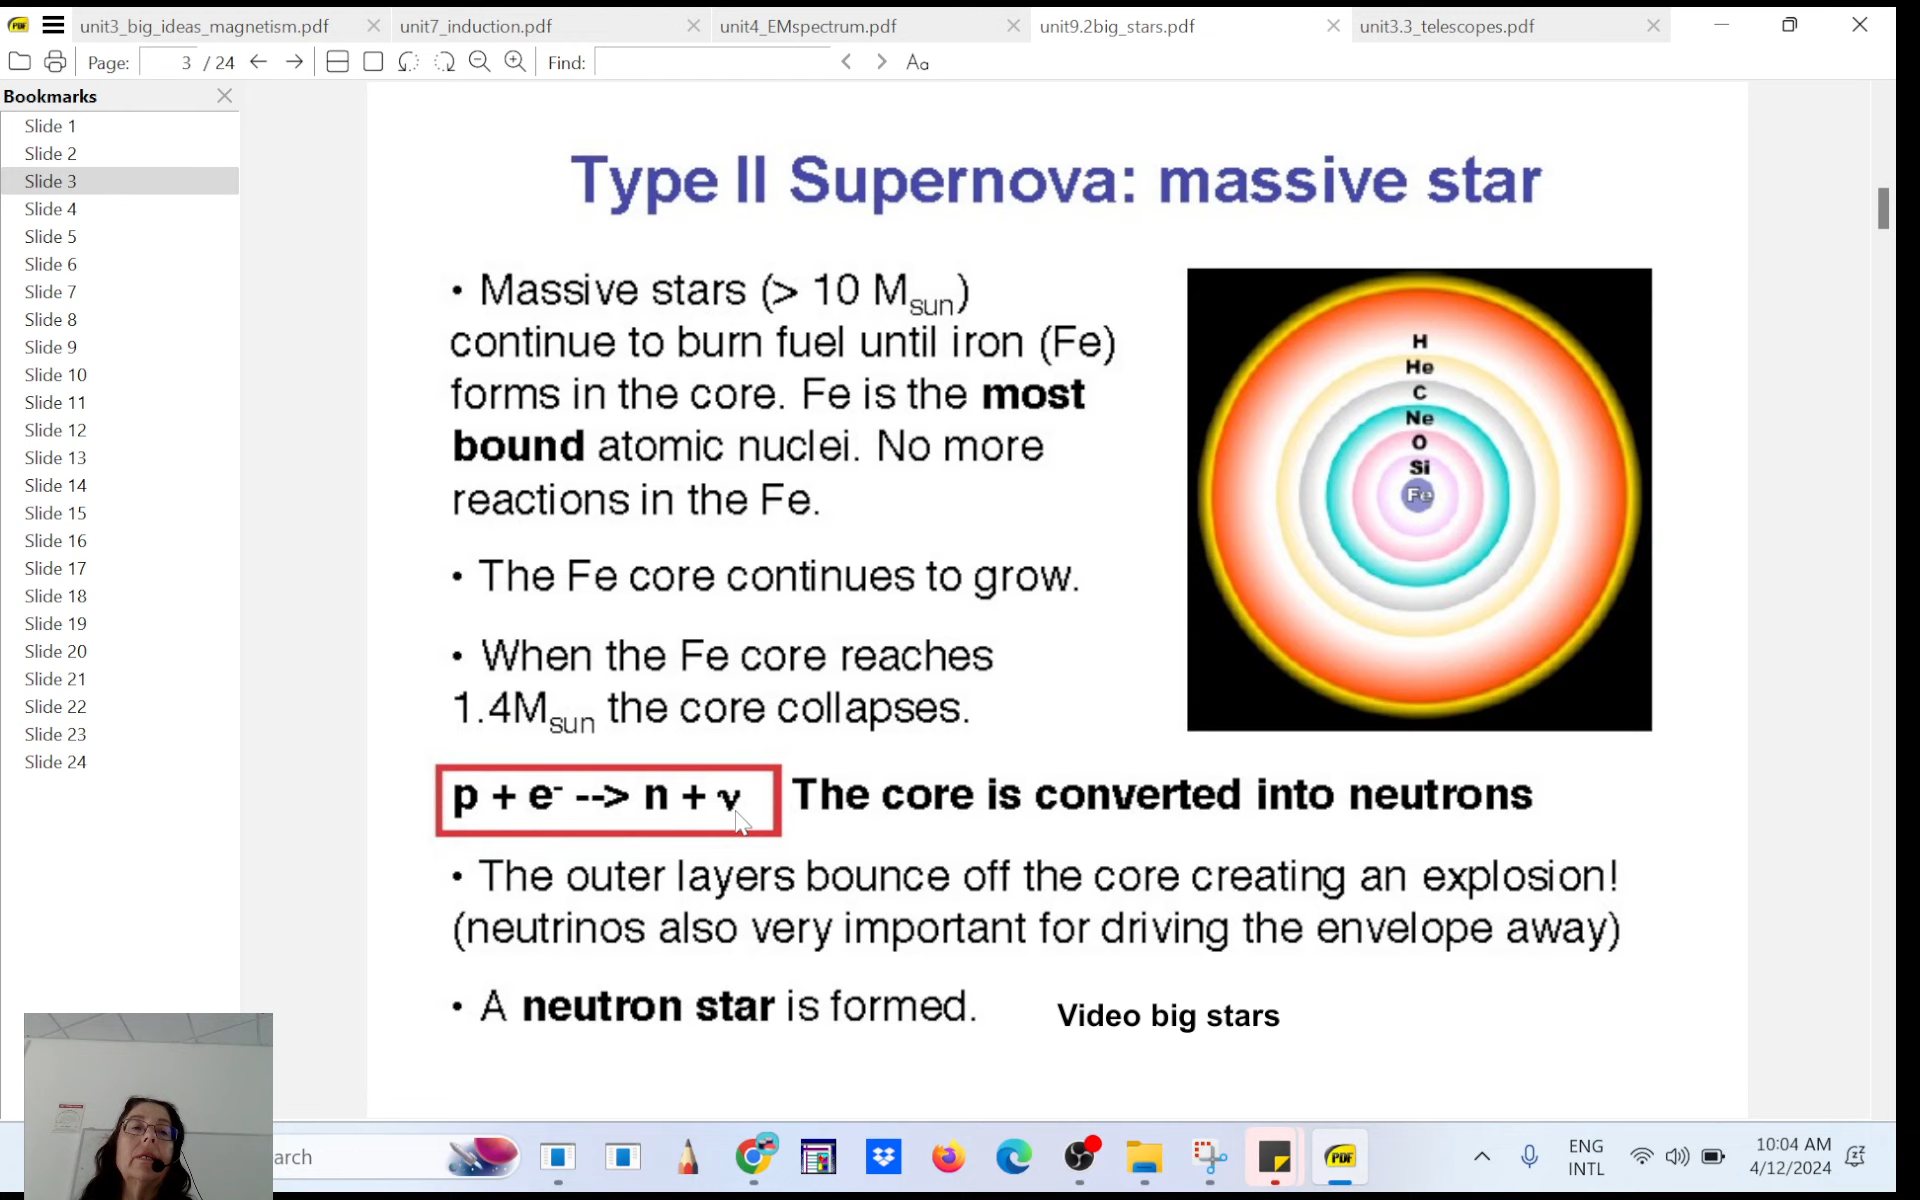 unit3_big_ideas_magnetism.pdf
unit7_induction.pdf
unit4_EMspectrum.pdf
unit9.2big_stars.pdf
unit3.3_telescopes.pdf
Page: 3 / 24
Find:
Aa
Bookmarks
Slide 1
Slide 2
Slide 3
Slide 4
Slide 5
Slide 6
Slide 7
Slide 8
Slide 9
Slide 10
Slide 11
Slide 12
Slide 13
Slide 14
Slide 15
Slide 16
Slide 17
Slide 18
Slide 19
Slide 20
Slide 21
Slide 22
Slide 23
Slide 24
Type II Supernova: massive star
• Massive stars (> 10 Msun)
continue to burn fuel until iron (Fe)
forms in the core. Fe is the most
bound atomic nuclei. No more
reactions in the Fe.
• The Fe core continues to grow.
• When the Fe core reaches
1.4Msun the core collapses.
H
He
C
Ne
O
Si
Fe
p + e- --> n + ν The core is converted into neutrons
• The outer layers bounce off the core creating an explosion!
(neutrinos also very important for driving the envelope away)
• A neutron star is formed.
Video big stars
arch
PDF
ENG
INTL
10:04 AM
4/12/2024